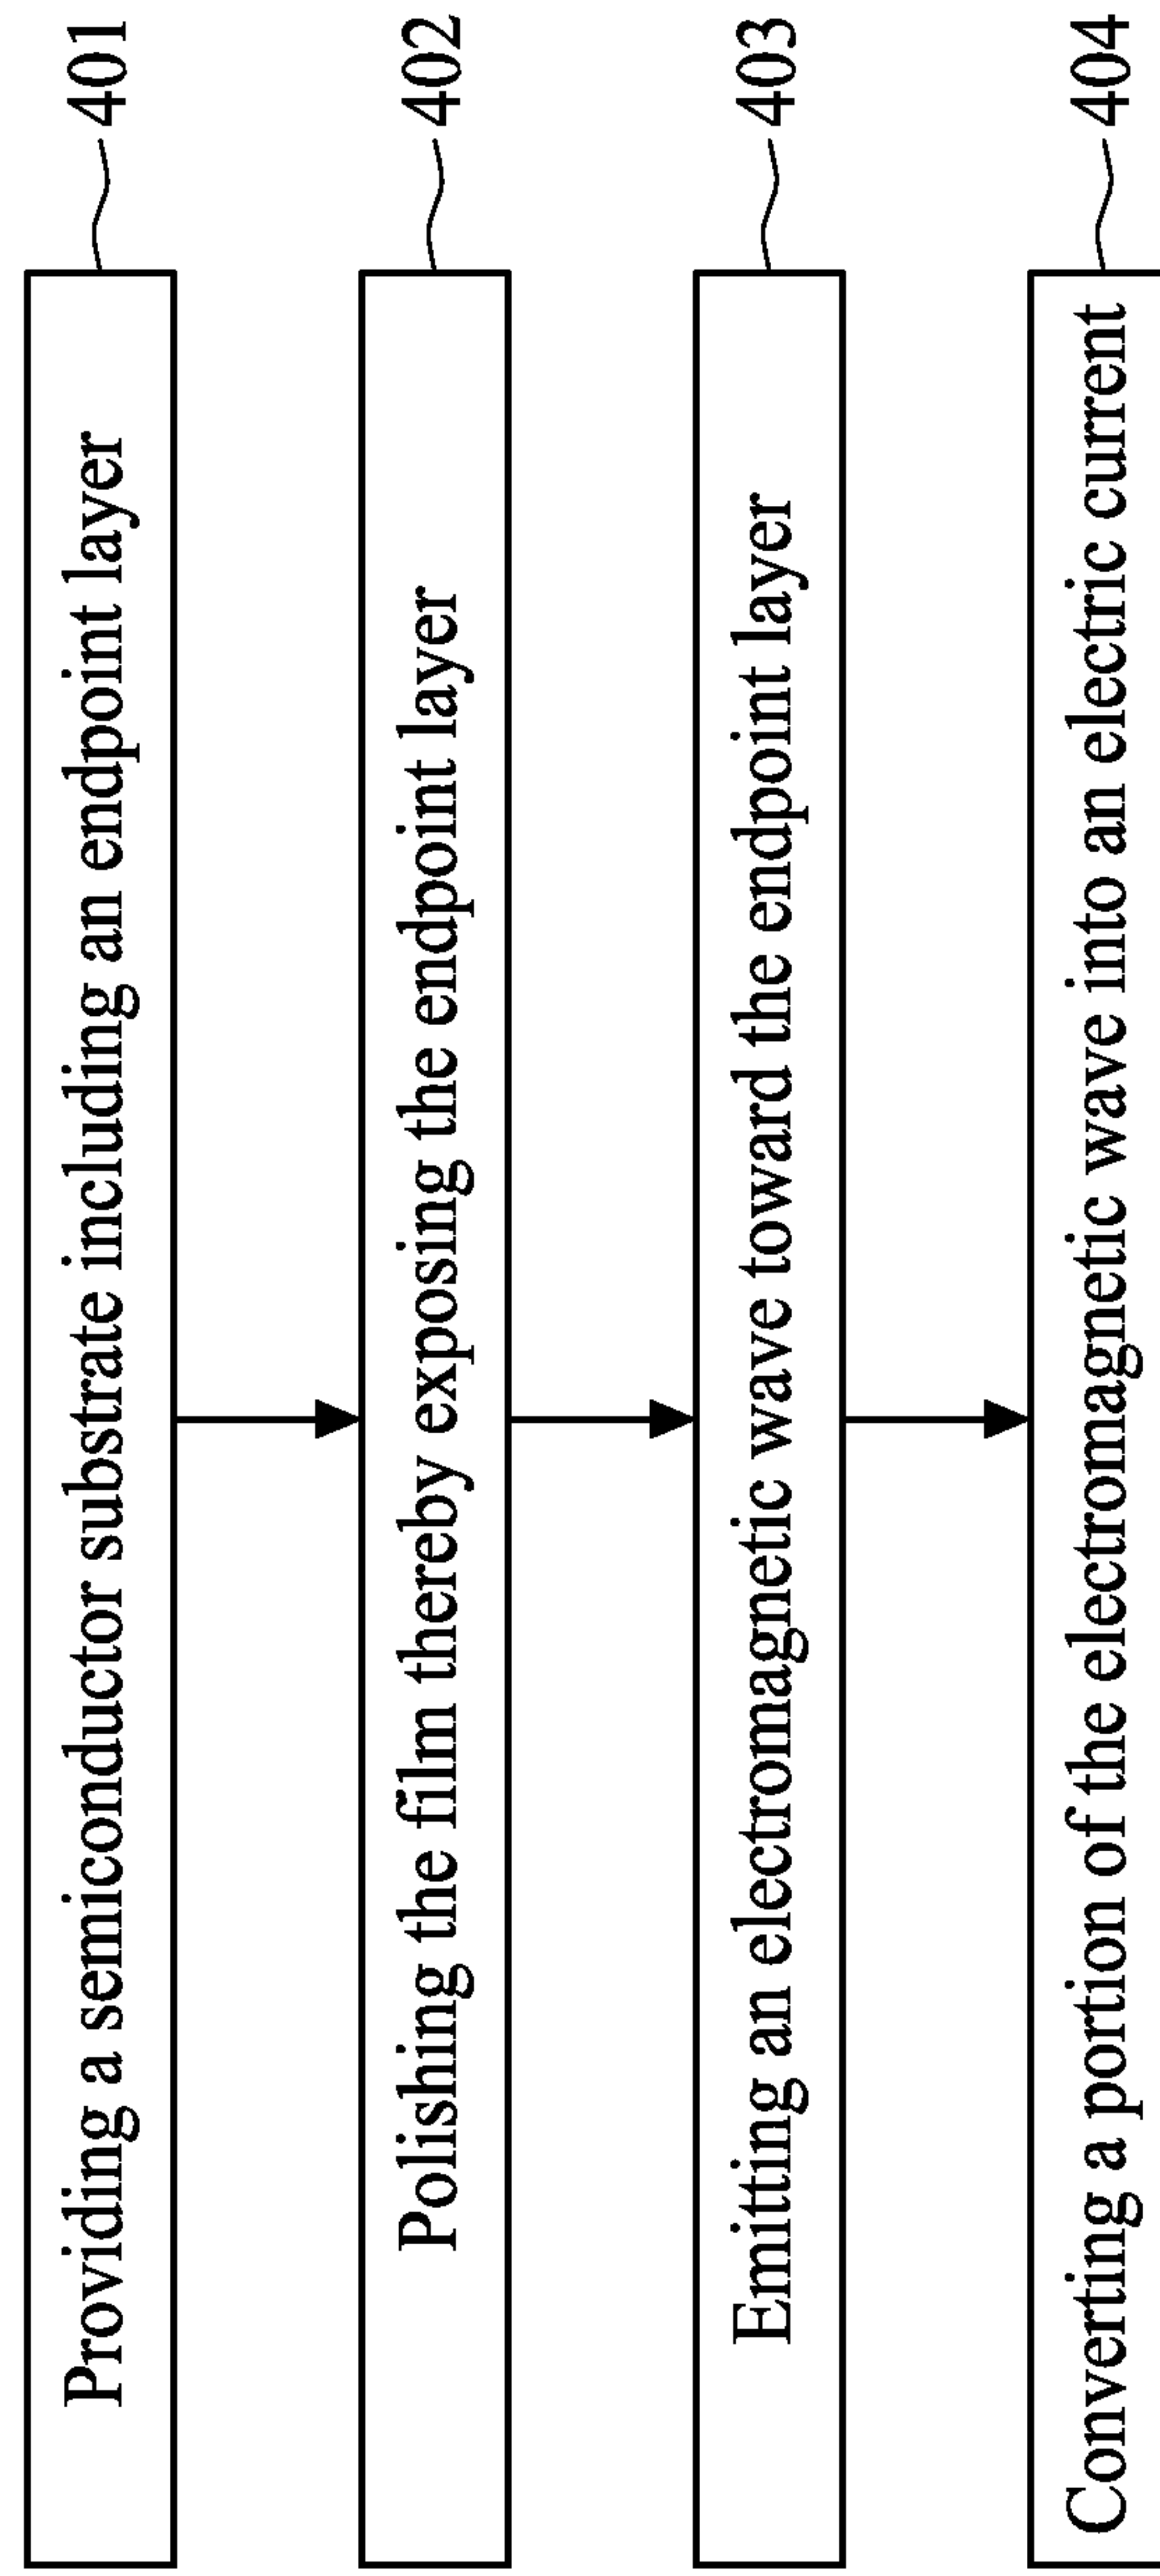 Providing a semiconductor substrate including an endpoint layer 401
Polishing the film thereby exposing the endpoint layer 402
Emitting an electromagnetic wave toward the endpoint layer 403
Converting a portion of the electromagnetic wave into an electric current 404